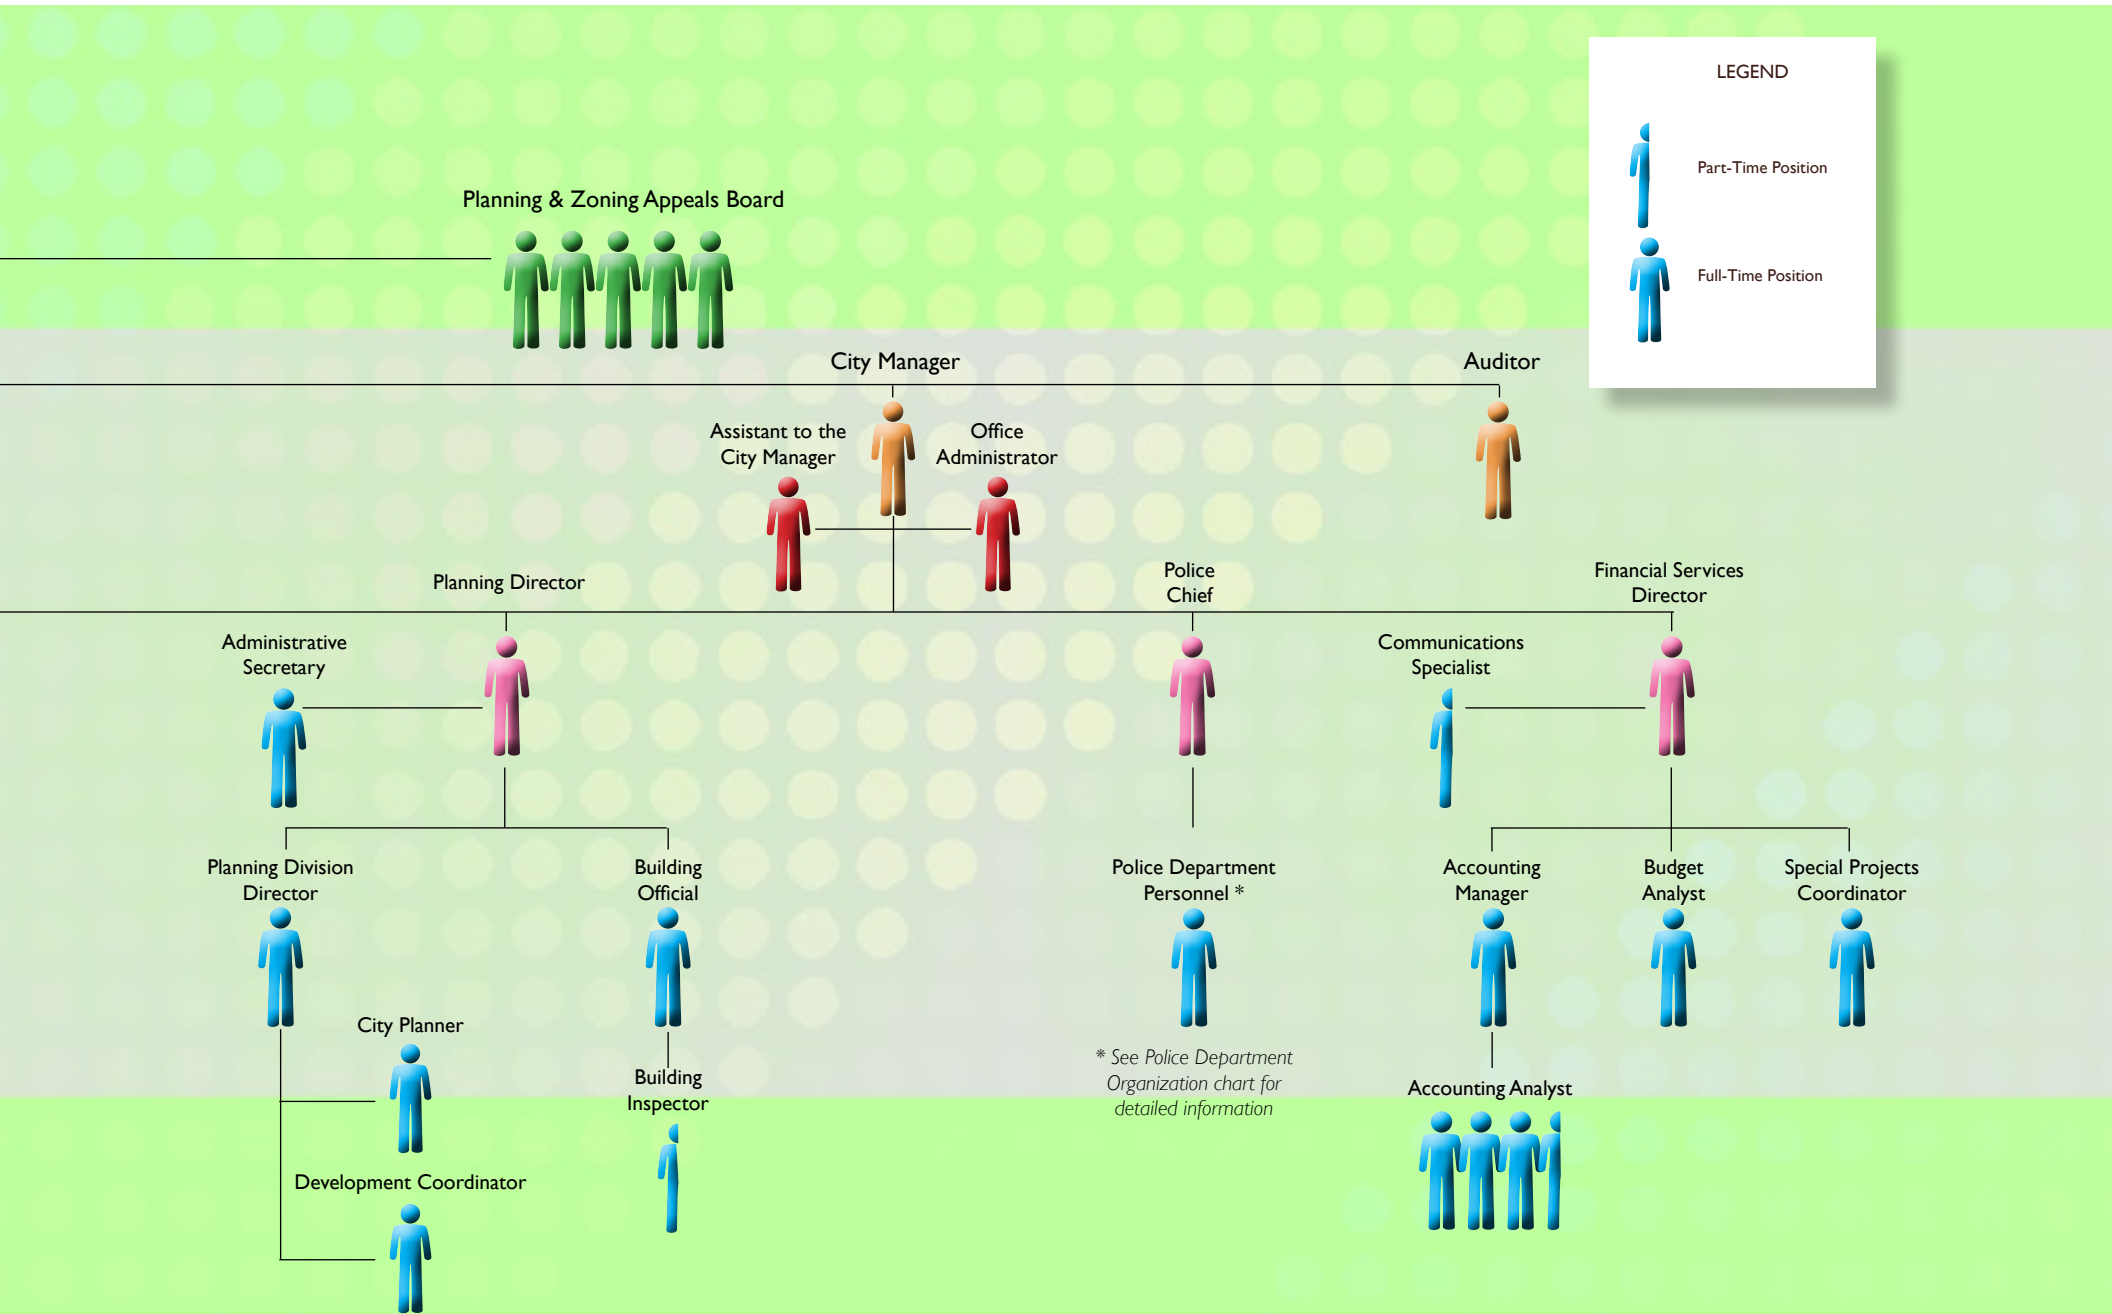 LEGEND
Part-Time Position
Full-Time Position
Planning & Zoning Appeals Board
City Manager
Auditor
Assistant to the
City Manager
Office
Administrator
Planning Director
Police
Chief
Financial Services
Director
Administrative
Secretary
Communications
Specialist
Planning Division
Director
Building
Official
Police Department
Personnel *
Accounting
Manager
Budget
Analyst
Special Projects
Coordinator
City Planner
Building
Inspector
* See Police Department
Organization chart for
detailed information
Accounting Analyst
Development Coordinator